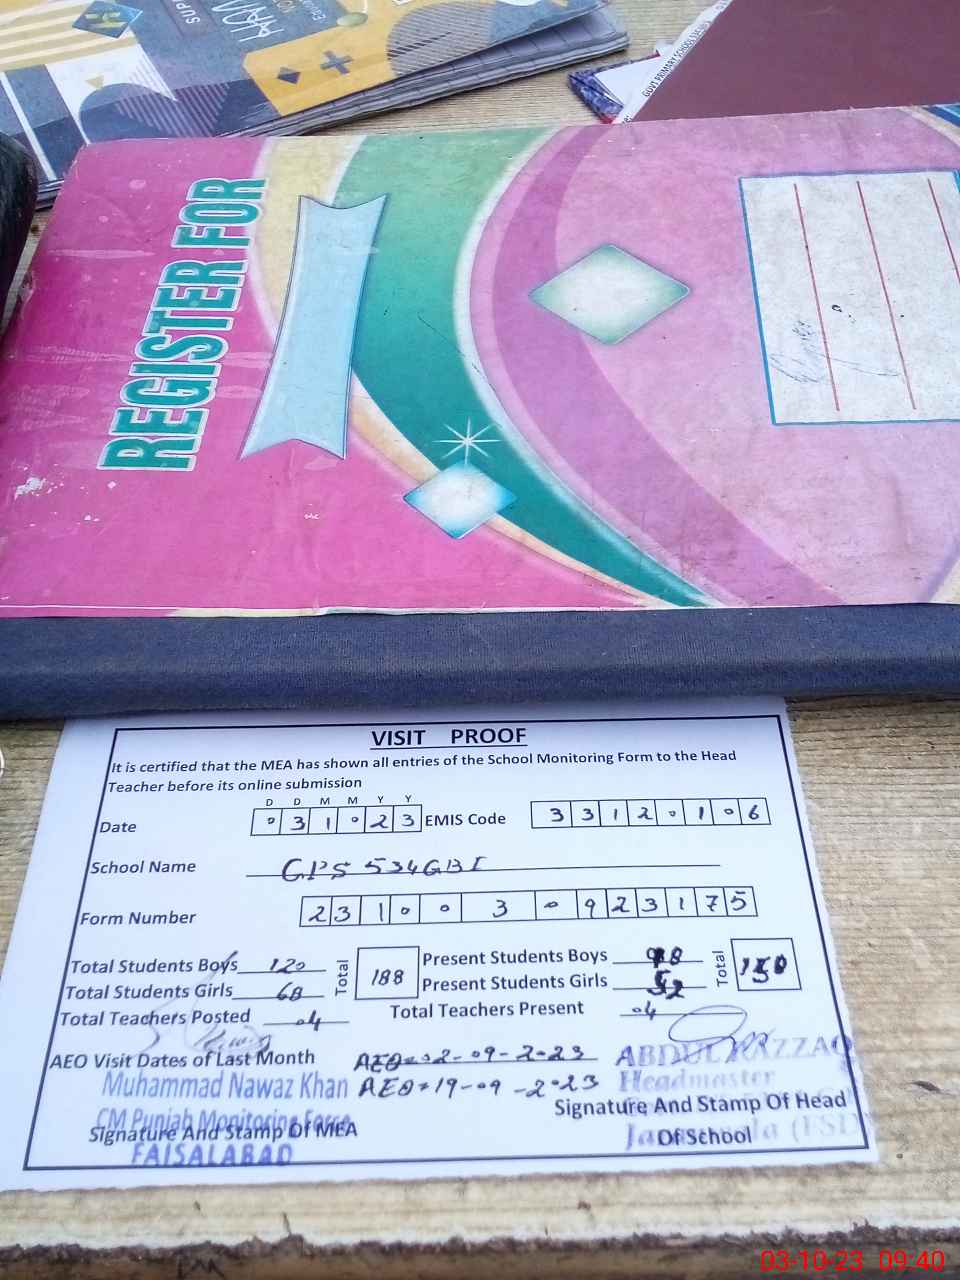 SUPE
GOVT PRIMARY SCHOOL
REGISTER FOR
VISIT PROOF
It is certified that the MEA has shown all entries of the School Monitoring Form to the Head
Teacher before its online submission
D D M M Y Y
Date 0 3 1 0 2 3 EMIS Code 3 3 1 2 0 1 0 6
School Name GPS 534GBI
Form Number 2 3 1 0 0 3 0 9 2 3 1 7 5
Total Students Boys 120 Total 188 Present Students Boys 98 Total 150
Total Students Girls 68 Present Students Girls 52
Total Teachers Posted 04 Total Teachers Present 04
AEO Visit Dates of Last Month AEO=12-09-2023
AEO=19-09-2023
Muhammad Nawaz Khan
CM Punjab Monitoring Force
Signature And Stamp Of MEA
FAISALABAD
ABDUL RAZZAQ
Headmaster
Signature And Stamp Of Head
Of School
03-10-23 09:40